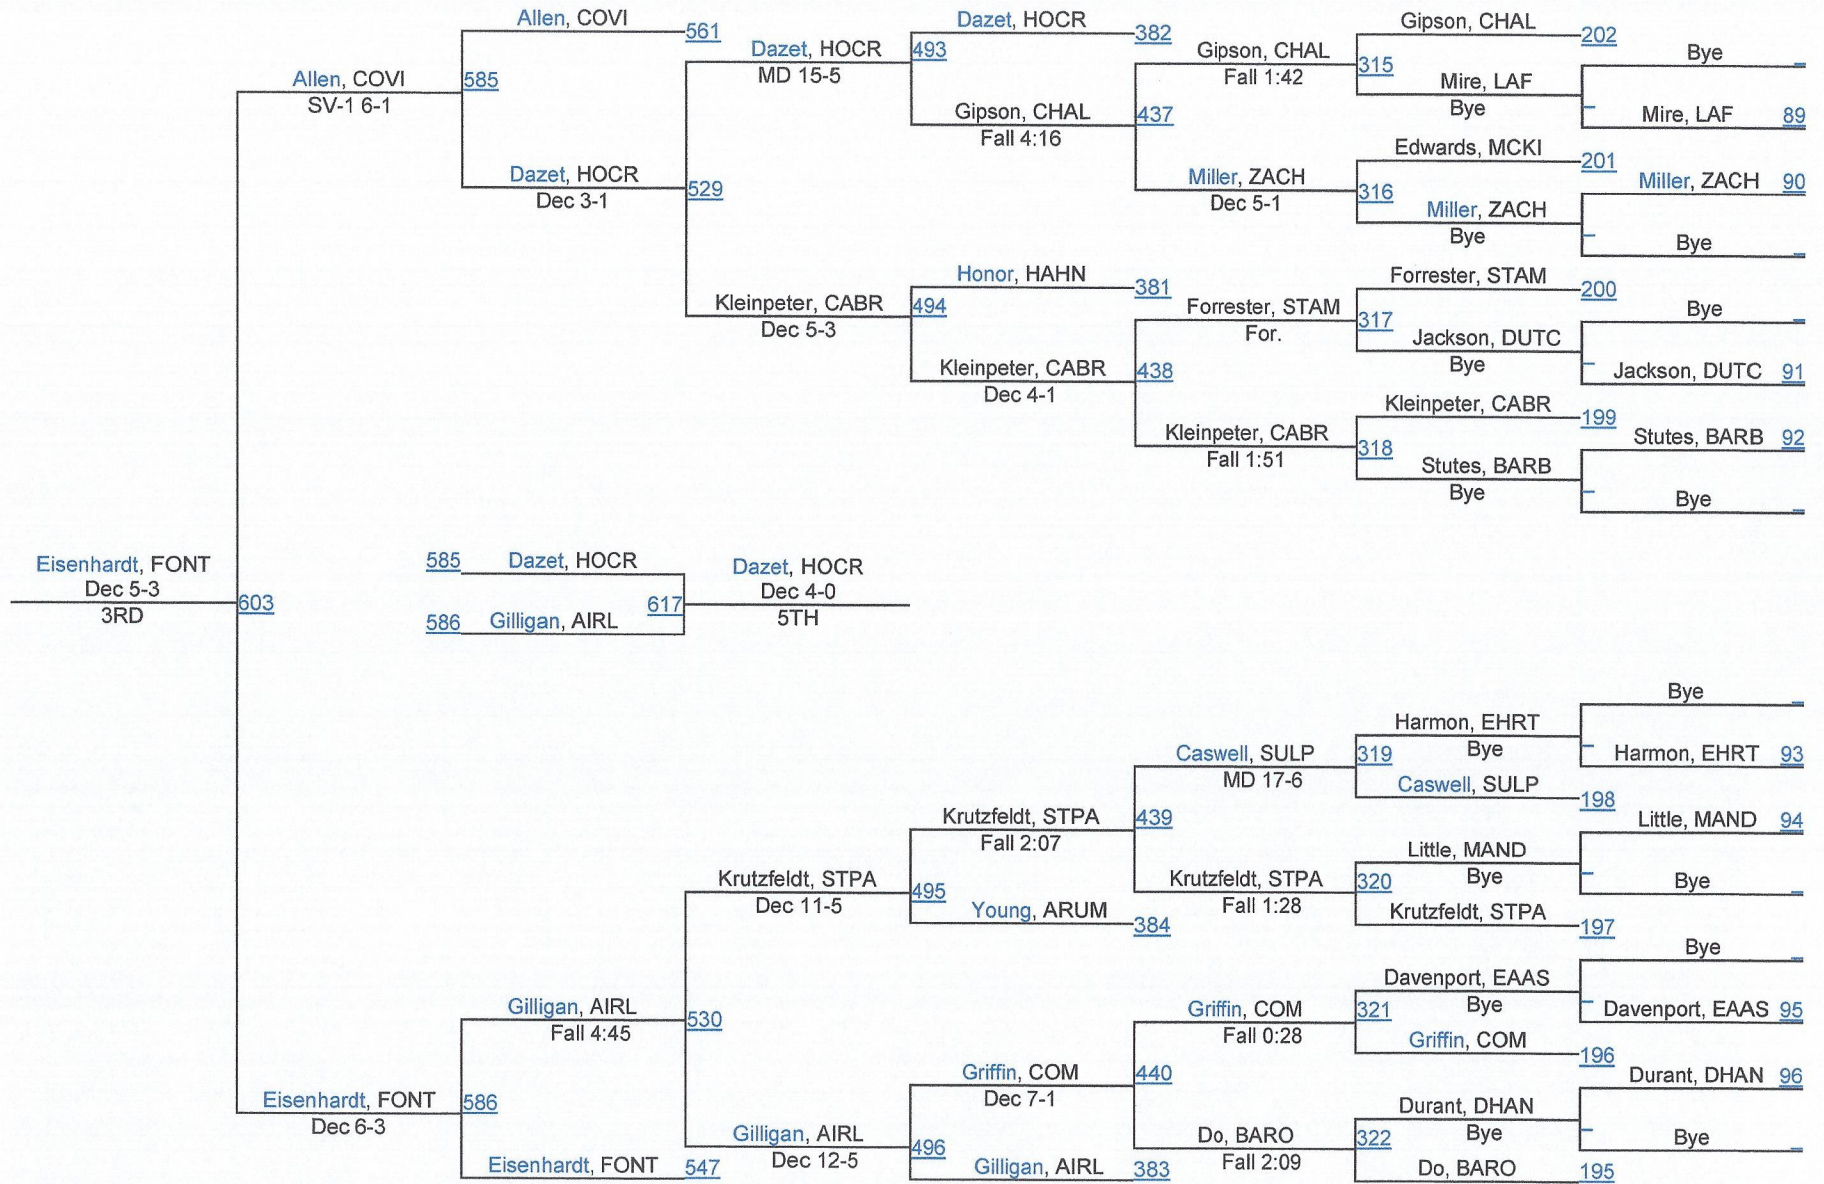 Allen, COVI
561
Allen, COVI
SV-1 6-1
585
Dazet, HOCR
Dec 3-1
529
Dazet, HOCR
MD 15-5
493
Dazet, HOCR
382
Gipson, CHAL
Fall 4:16
437
Gipson, CHAL
Fall 1:42
315
Gipson, CHAL
202
Mire, LAF
Bye
Bye
Mire, LAF 89
Miller, ZACH
Dec 5-1
316
Edwards, MCKI
201
Miller, ZACH
Bye
Miller, ZACH 90
Bye
Kleinpeter, CABR
Dec 5-3
494
Honor, HAHN
381
Kleinpeter, CABR
Dec 4-1
438
Forrester, STAM
For.
317
Forrester, STAM
200
Jackson, DUTC
Bye
Bye
Jackson, DUTC 91
Kleinpeter, CABR
Fall 1:51
318
Kleinpeter, CABR
199
Stutes, BARB
Bye
Stutes, BARB 92
Bye
Eisenhardt, FONT
Dec 5-3
3RD
603
585 Dazet, HOCR
586 Gilligan, AIRL
617
Dazet, HOCR
Dec 4-0
5TH
Eisenhardt, FONT
Dec 6-3
586
Gilligan, AIRL
Fall 4:45
530
Eisenhardt, FONT 547
Krutzfeldt, STPA
Dec 11-5
495
Krutzfeldt, STPA
Fall 2:07
439
Young, ARUM
384
Caswell, SULP
MD 17-6
319
Harmon, EHRT
Bye
Bye
Harmon, EHRT 93
Caswell, SULP
198
Krutzfeldt, STPA
Fall 1:28
320
Little, MAND
Bye
Little, MAND 94
Bye
Krutzfeldt, STPA
197
Gilligan, AIRL
Dec 12-5
496
Griffin, COM
Dec 7-1
440
Gilligan, AIRL 383
Griffin, COM
Fall 0:28
321
Davenport, EAAS
Bye
Bye
Davenport, EAAS 95
Griffin, COM
196
Do, BARO
Fall 2:09
322
Durant, DHAN
Bye
Durant, DHAN 96
Bye
Do, BARO
195